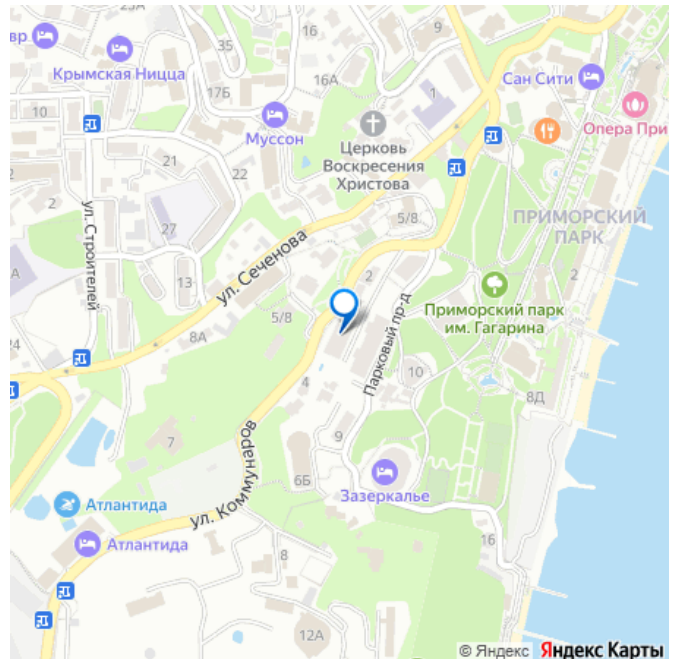 23А
9
вр
35
Крымская Ницца
17Б
16А
Сан Сити
10
1
Муссон
Опера При
Церковь
Воскресения
Христова
21
22
2
5/8
ПРИМОРСКИЙ
ПАРК
27
ул. Строителей
ул. Сеченова
А
13
2
2
Приморский парк
им. Гагарина
5/8
8А
24
Парковый пр-д
10
4
8Д
7
9
ул. Коммунаров
6Б
Зазеркалье
Атлантида
Атлантида
16
8
12А
© Яндекс Яндекс Карты